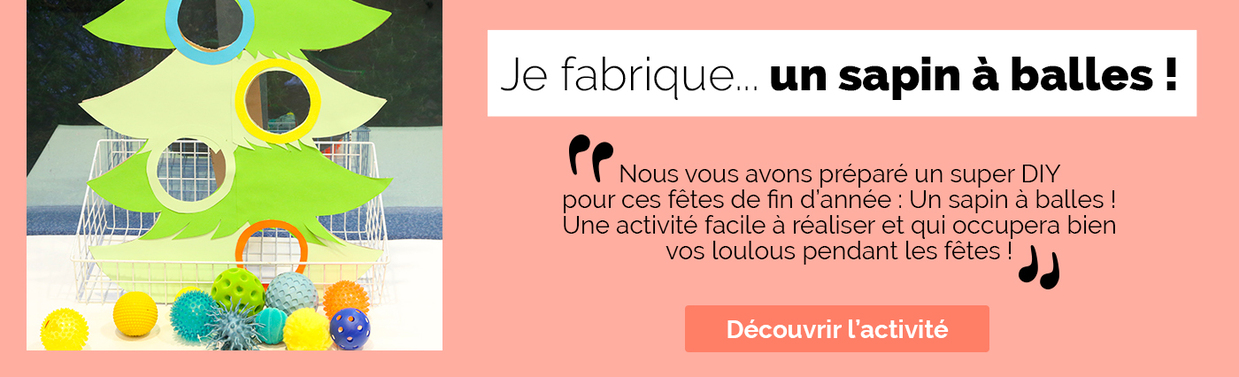 Je fabrique... un sapin à balles !
Nous vous avons préparé un super DIY
pour ces fêtes de fin d'année : Un sapin à balles !
Une activité facile à réaliser et qui occupera bien
vos loulous pendant les fêtes !
Découvrir l'activité